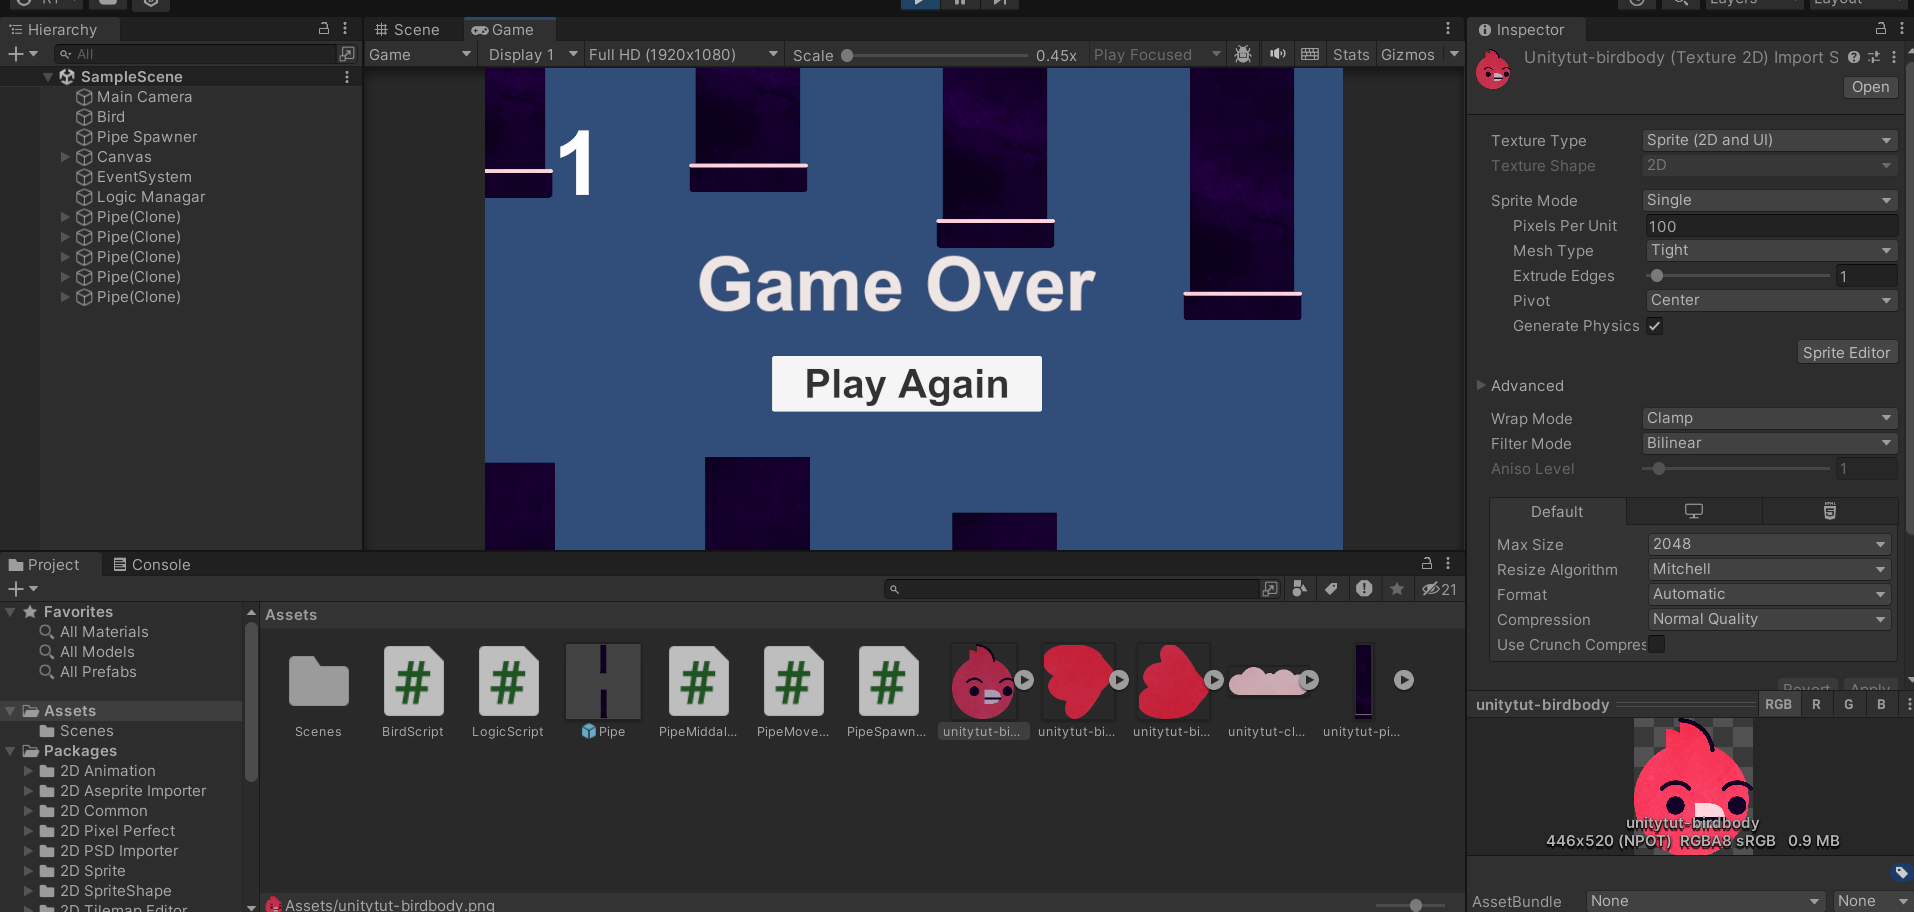 Layers
Layout
Hierarchy
All
SampleScene
Main Camera
Bird
Pipe Spawner
Canvas
EventSystem
Logic Managar
Pipe(Clone)
Pipe(Clone)
Pipe(Clone)
Pipe(Clone)
Pipe(Clone)
Scene
Game
Game
Display 1
Full HD (1920x1080)
Scale
0.45x
Play Focused
Stats
Gizmos
1
Game Over
Play Again
Project
Console
21
Favorites
All Materials
All Models
All Prefabs
Assets
Scenes
Packages
2D Animation
2D Aseprite Importer
2D Common
2D Pixel Perfect
2D PSD Importer
2D Sprite
2D SpriteShape
2D Tilemap Editor
Assets
Scenes
BirdScript
LogicScript
Pipe
PipeMiddal...
PipeMove...
PipeSpawn...
unitytut-bi...
unitytut-bi...
unitytut-bi...
unitytut-cl...
unitytut-pi...
Assets/unitytut-birdbody.png
Inspector
Unitytut-birdbody (Texture 2D) Import S
Open
Texture Type
Sprite (2D and UI)
Texture Shape
2D
Sprite Mode
Single
Pixels Per Unit
100
Mesh Type
Tight
Extrude Edges
1
Pivot
Center
Generate Physics
Sprite Editor
Advanced
Wrap Mode
Clamp
Filter Mode
Bilinear
Aniso Level
1
Default
Max Size
2048
Resize Algorithm
Mitchell
Format
Automatic
Compression
Normal Quality
Use Crunch Compres
Revert
Apply
unitytut-birdbody
RGB
R
G
B
unitytut-birdbody
446x520 (NPOT) RGBA8 sRGB 0.9 MB
AssetBundle
None
None